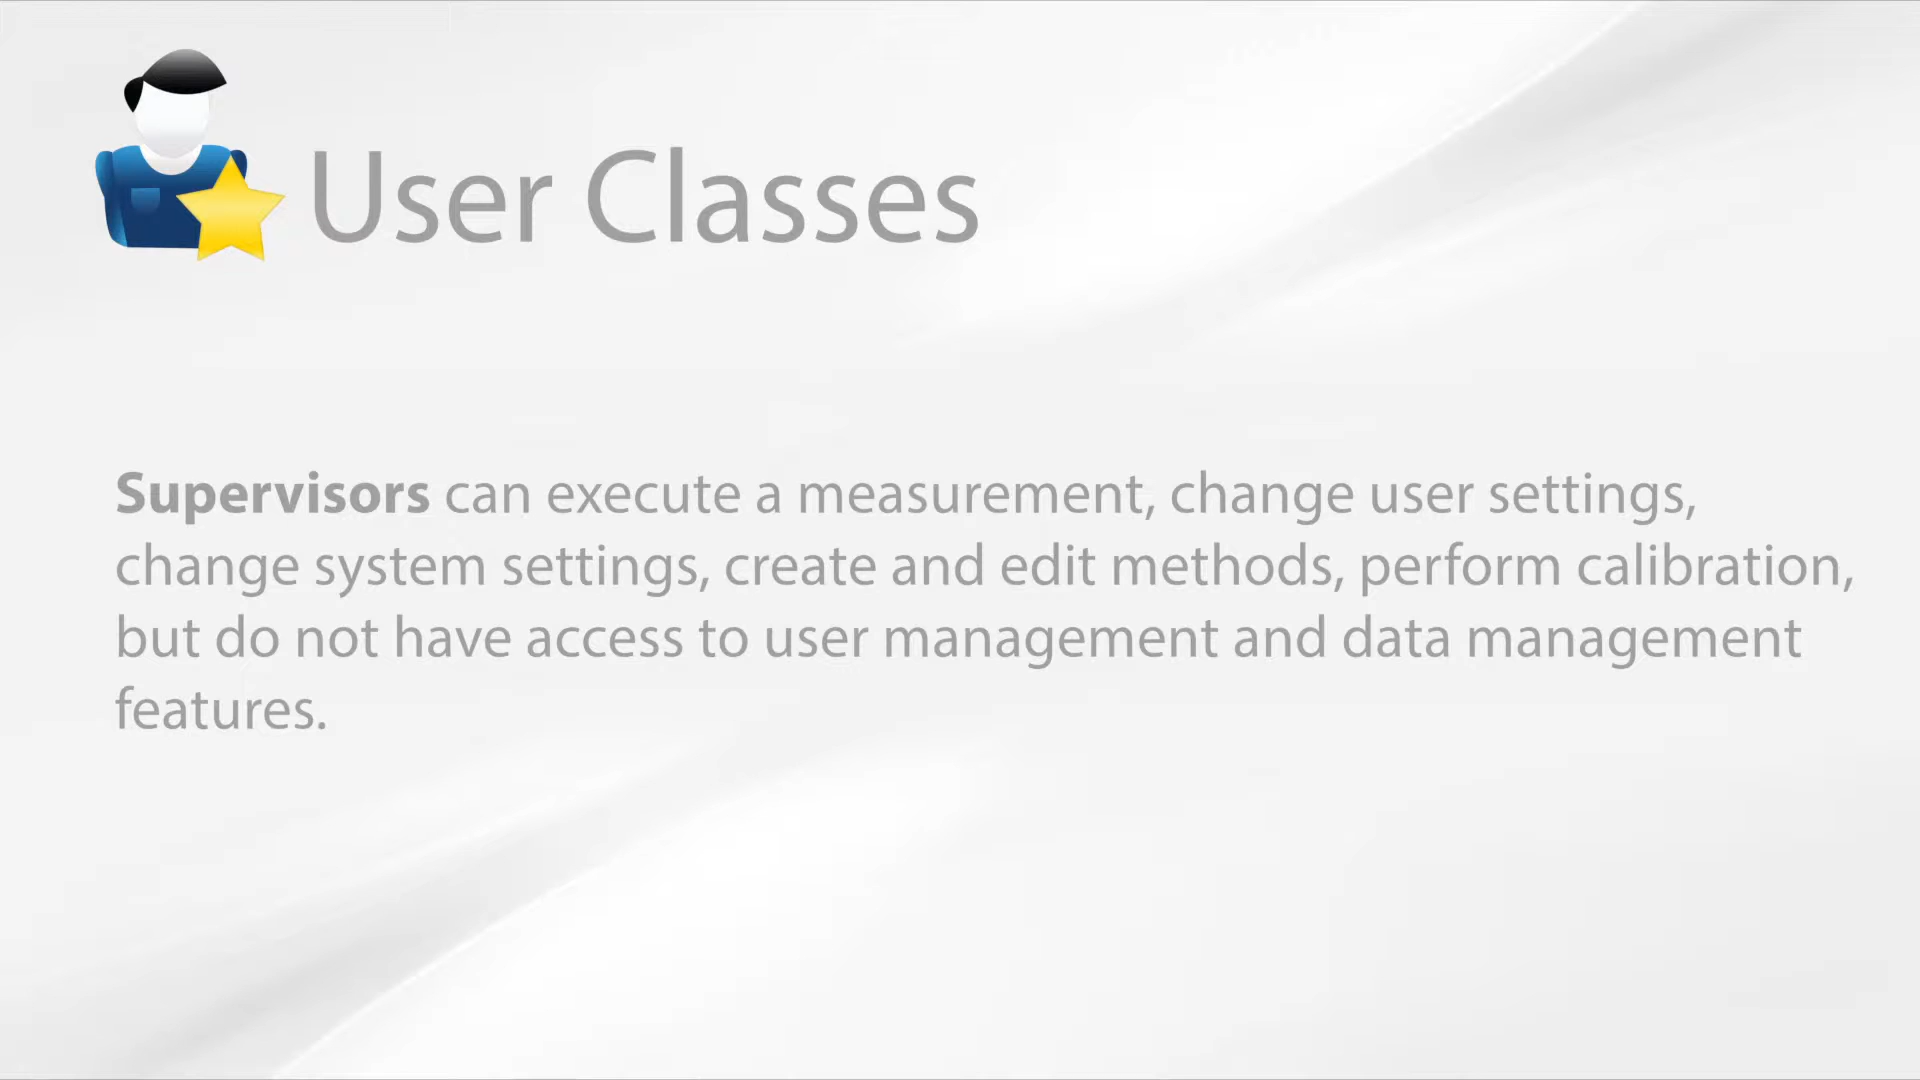 User Classes
Supervisors can execute a measurement, change user settings,
change system settings, create and edit methods, perform calibration,
but do not have access to user management and data management
features.